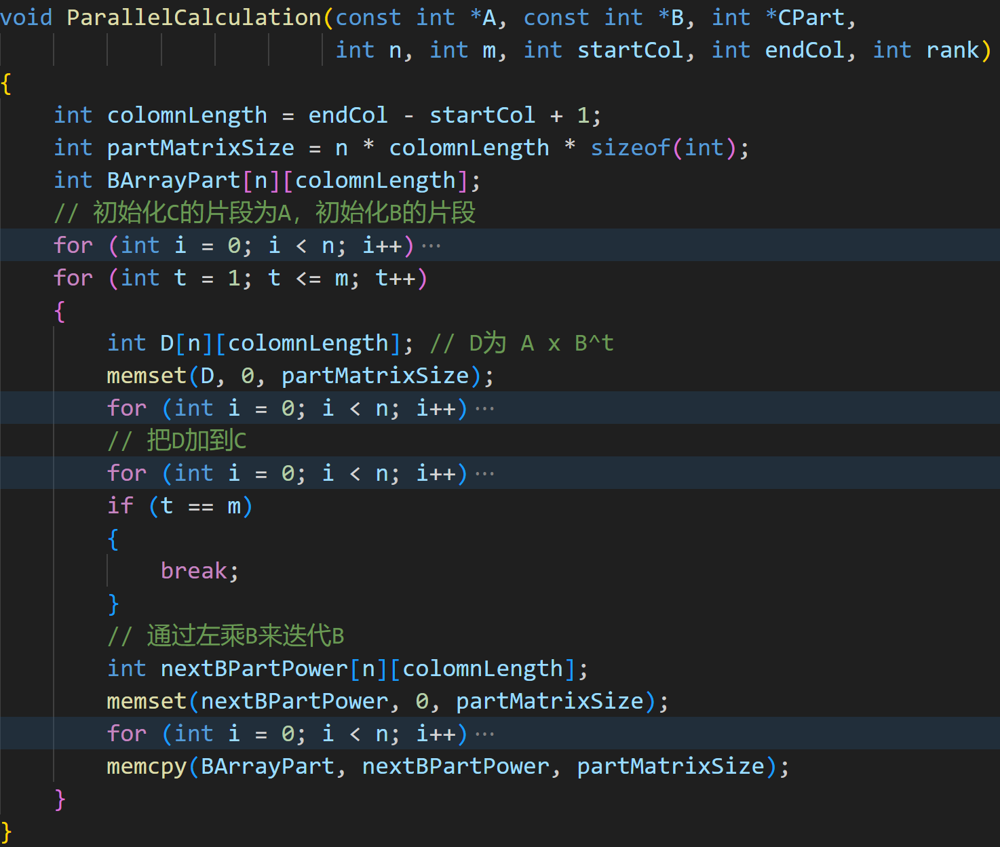 void ParallelCalculation(const int *A, const int *B, int *CPart,
int n, int m, int startCol, int endCol, int rank)
{
int colomnLength = endCol - startCol + 1;
int partMatrixSize = n * colomnLength * sizeof(int);
int BArrayPart[n][colomnLength];
// 初始化C的片段为A, 初始化B的片段
for (int i = 0; i < n; i++)⋯
for (int t = 1; t <= m; t++)
{
int D[n][colomnLength]; // D为 A x B^t
memset(D, 0, partMatrixSize);
for (int i = 0; i < n; i++)⋯
// 把D加到C
for (int i = 0; i < n; i++)⋯
if (t == m)
{
break;
}
// 通过左乘B来迭代B
int nextBPartPower[n][colomnLength];
memset(nextBPartPower, 0, partMatrixSize);
for (int i = 0; i < n; i++)⋯
memcpy(BArrayPart, nextBPartPower, partMatrixSize);
}
}